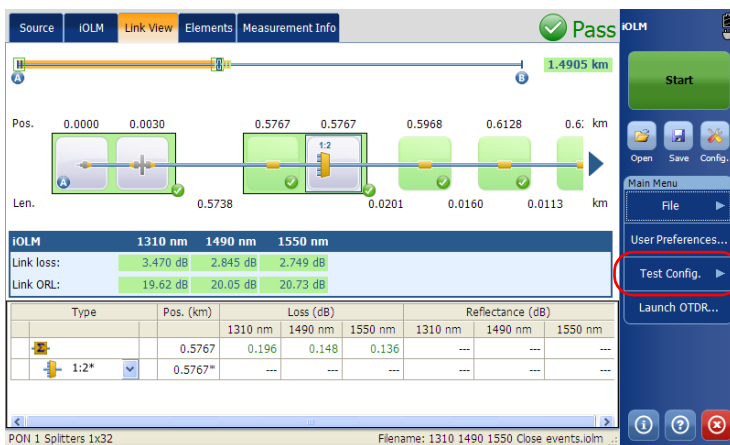 Source iOLM Link View Elements Measurement Info
Pass
iOLM
A
B
1.4905 km
Start
Open Save Config.
Main Menu
File
User Preferences...
Test Config.
Launch OTDR...
Pos. 0.0000 0.0030 0.5767 0.5767 0.5968 0.6128 0.6: km
1:2
A
Len. 0.5738 0.0201 0.0160 0.0113 km
iOLM 1310 nm 1490 nm 1550 nm
Link loss: 3.470 dB 2.845 dB 2.749 dB
Link ORL: 19.62 dB 20.05 dB 20.73 dB
Type Pos. (km) Loss (dB) Reflectance (dB)
1310 nm 1490 nm 1550 nm 1310 nm 1490 nm 1550 nm
Σ 0.5767 0.196 0.148 0.136 --- --- ---
1:2* 0.5767* --- --- --- --- --- ---
PON 1 Splitters 1x32 Filename: 1310 1490 1550 Close events.iolm